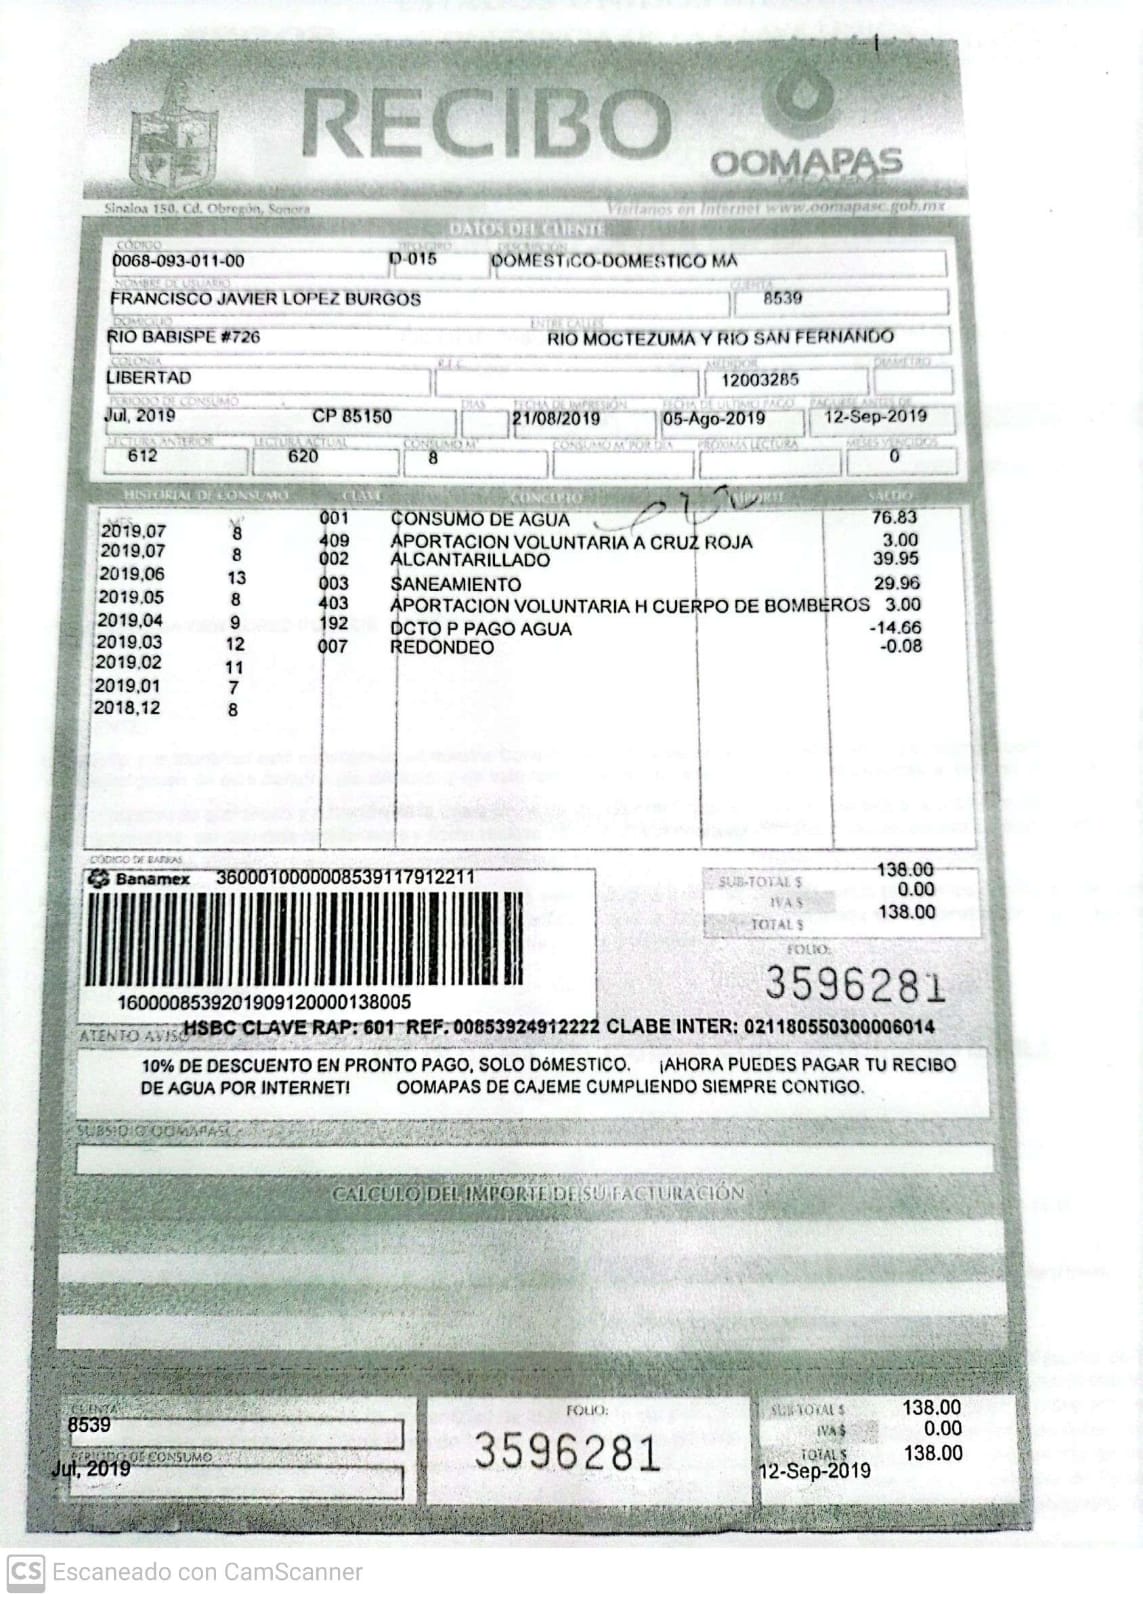 RECIBO
OOMAPAS
DE CAJEME
Sinaloa 150, Cd. Obregón, Sonora
Visítanos en Internet www.oomapasc.gob.mx
DATOS DEL CLIENTE
CÓDIGO DESCRIPCIÓN
0068-093-011-00 D-015 DOMESTiCO-DOMESTICO MA
NOMBRE DE USUARIO CUENTA
FRANCISCO JAVIER LOPEZ BURGOS 8539
DOMICILIO ENTRE CALLES
RIO BABISPE #726 RIO MOCTEZUMA Y RIO SAN FERNANDO
COLONIA R.F.C. MEDIDOR DIAMETRO
LIBERTAD 12003285
PERIODO DE CONSUMO DIAS FECHA DE IMPRESIÓN FECHA DE ULTIMO PAGO PAGUESE ANTES DE
Jul, 2019 CP 85150 21/08/2019 05-Ago-2019 12-Sep-2019
LECTURA ANTERIOR LECTURA ACTUAL CONSUMO M³ CONSUMO M³ POR DIA PRÓXIMA LECTURA MESES VENCIDOS
612 620 8 0
HISTORIAL DE CONSUMO CLAVE CONCEPTO IMPORTE SALDO
MES M³
2019,07 8 001 CONSUMO DE AGUA 76.83
2019,07 8 409 APORTACION VOLUNTARIA A CRUZ ROJA 3.00
2019,06 13 002 ALCANTARILLADO 39.95
2019,05 8 003 SANEAMIENTO 29.96
2019,04 9 403 APORTACION VOLUNTARIA H CUERPO DE BOMBEROS 3.00
2019,03 12 192 DCTO P PAGO AGUA -14.66
2019,02 11 007 REDONDEO -0.08
2019,01 7
2018,12 8
CÓDIGO DE BARRAS
Banamex 3600010000008539117912211
SUB-TOTAL $ 138.00
IVA $ 0.00
TOTAL $ 138.00
FOLIO:
3596281
16000085392019091200001​38005
HSBC CLAVE RAP: 601 REF. 00853924912222 CLABE INTER: 021180550300006014
ATENTO AVISO
10% DE DESCUENTO EN PRONTO PAGO, SOLO DóMESTICO. ¡AHORA PUEDES PAGAR TU RECIBO
DE AGUA POR INTERNET! OOMAPAS DE CAJEME CUMPLIENDO SIEMPRE CONTIGO.
SUBSIDIO OOMAPASC
CALCULO DEL IMPORTE DE SU FACTURACIÓN
CUENTA
8539
PERIODO DE CONSUMO
Jul, 2019
FOLIO:
3596281
SUB-TOTAL $ 138.00
IVA $ 0.00
TOTAL $ 138.00
12-Sep-2019
CS Escaneado con CamScanner